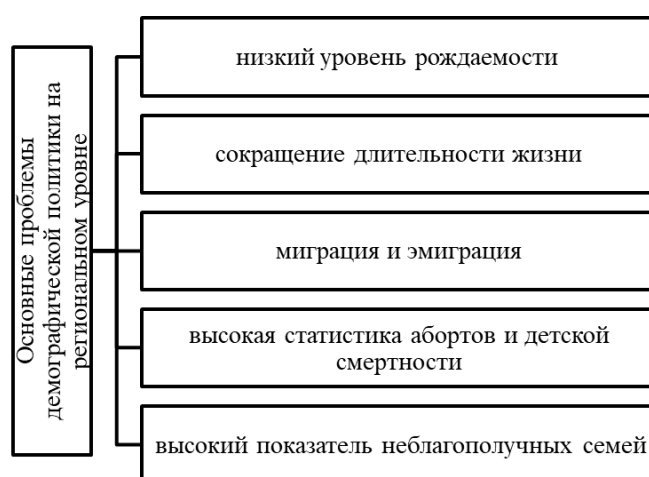 Основные проблемы
демографической политики на
региональном уровне
низкий уровень рождаемости
сокращение длительности жизни
миграция и эмиграция
высокая статистика абортов и детской
смертности
высокий показатель неблагополучных семей